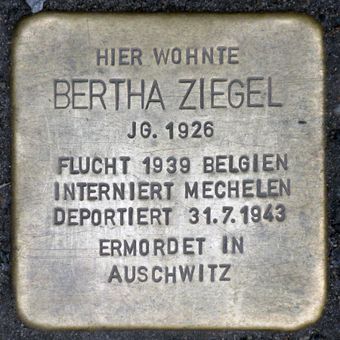 HIER WOHNTE
BERTHA ZIEGEL
JG. 1926
FLUCHT 1939 BELGIEN
INTERNIERT MECHELEN
DEPORTIERT 31.7.1943
ERMORDET IN
AUSCHWITZ